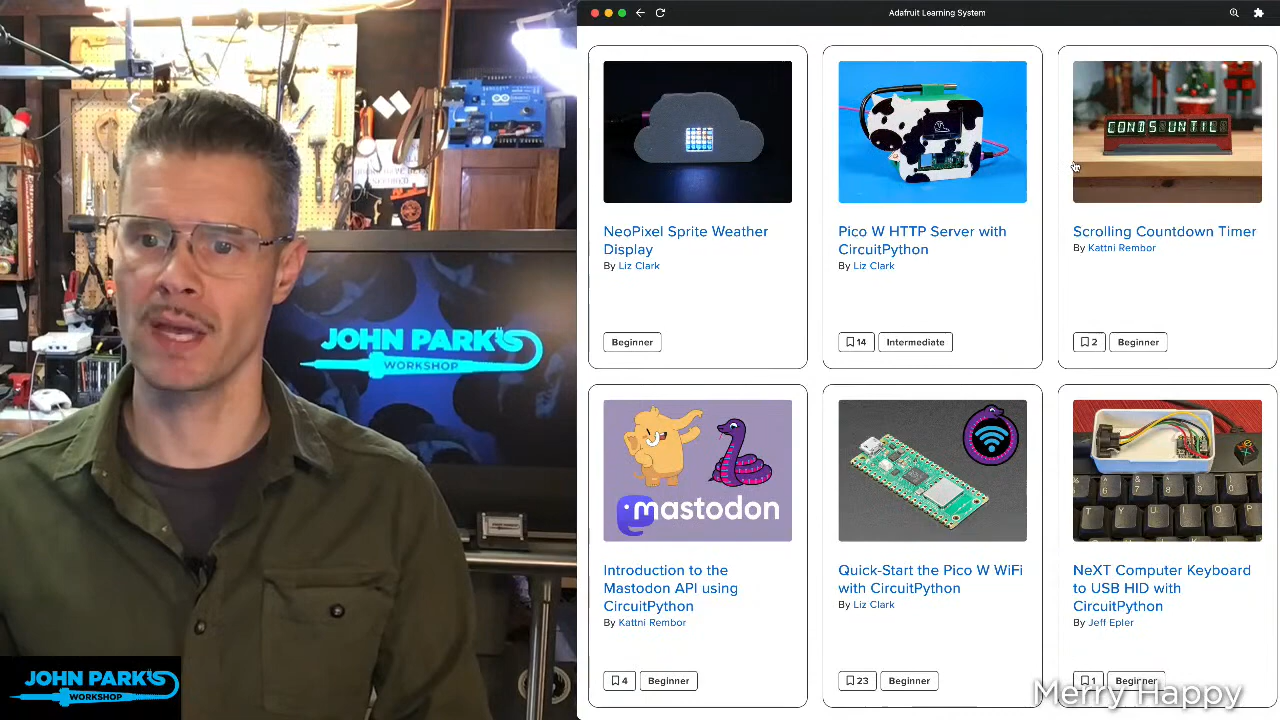 Adafruit Learning System
JOHN PARK'S
WORKSHOP
NeoPixel Sprite Weather
Display
By Liz Clark
Beginner
Pico W HTTP Server with
CircuitPython
By Liz Clark
14
Intermediate
CONDS UNTIL
Scrolling Countdown Timer
By Kattni Rembor
2
Beginner
mastodon
Introduction to the
Mastodon API using
CircuitPython
By Kattni Rembor
4
Beginner
Quick-Start the Pico W WiFi
with CircuitPython
By Liz Clark
23
Beginner
NeXT Computer Keyboard
to USB HID with
CircuitPython
By Jeff Epler
1
Beginner
JOHN PARK'S
WORKSHOP
Merry Happy